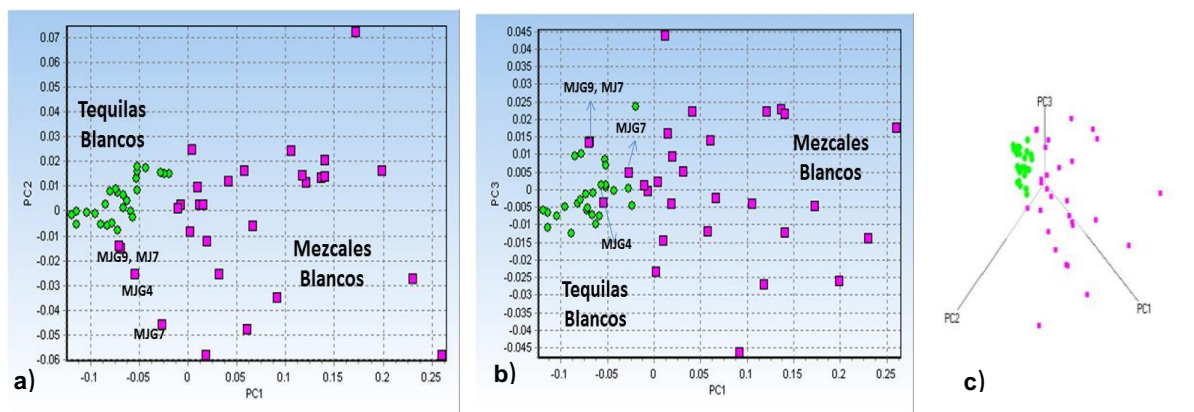 0.07
0.06
0.05
0.04
0.03
0.02
0.01
0
-0.01
-0.02
-0.03
-0.04
-0.05
-0.06
PC2
Tequilas
Blancos
MJG9, MJ7
MJG4
MJG7
Mezcales
Blancos
-0.1 -0.05 0 0.05 0.1 0.15 0.2 0.25
PC1
a)
0.045
0.04
0.035
0.03
0.025
0.02
0.015
0.01
0.005
0
-0.005
-0.01
-0.015
-0.02
-0.025
-0.03
-0.035
-0.04
-0.045
PC3
MJG9, MJ7
MJG7
Mezcales
Blancos
MJG4
Tequilas
Blancos
-0.1 -0.05 0 0.05 0.1 0.15 0.2 0.25
PC1
b)
PC3
PC2
PC1
c)